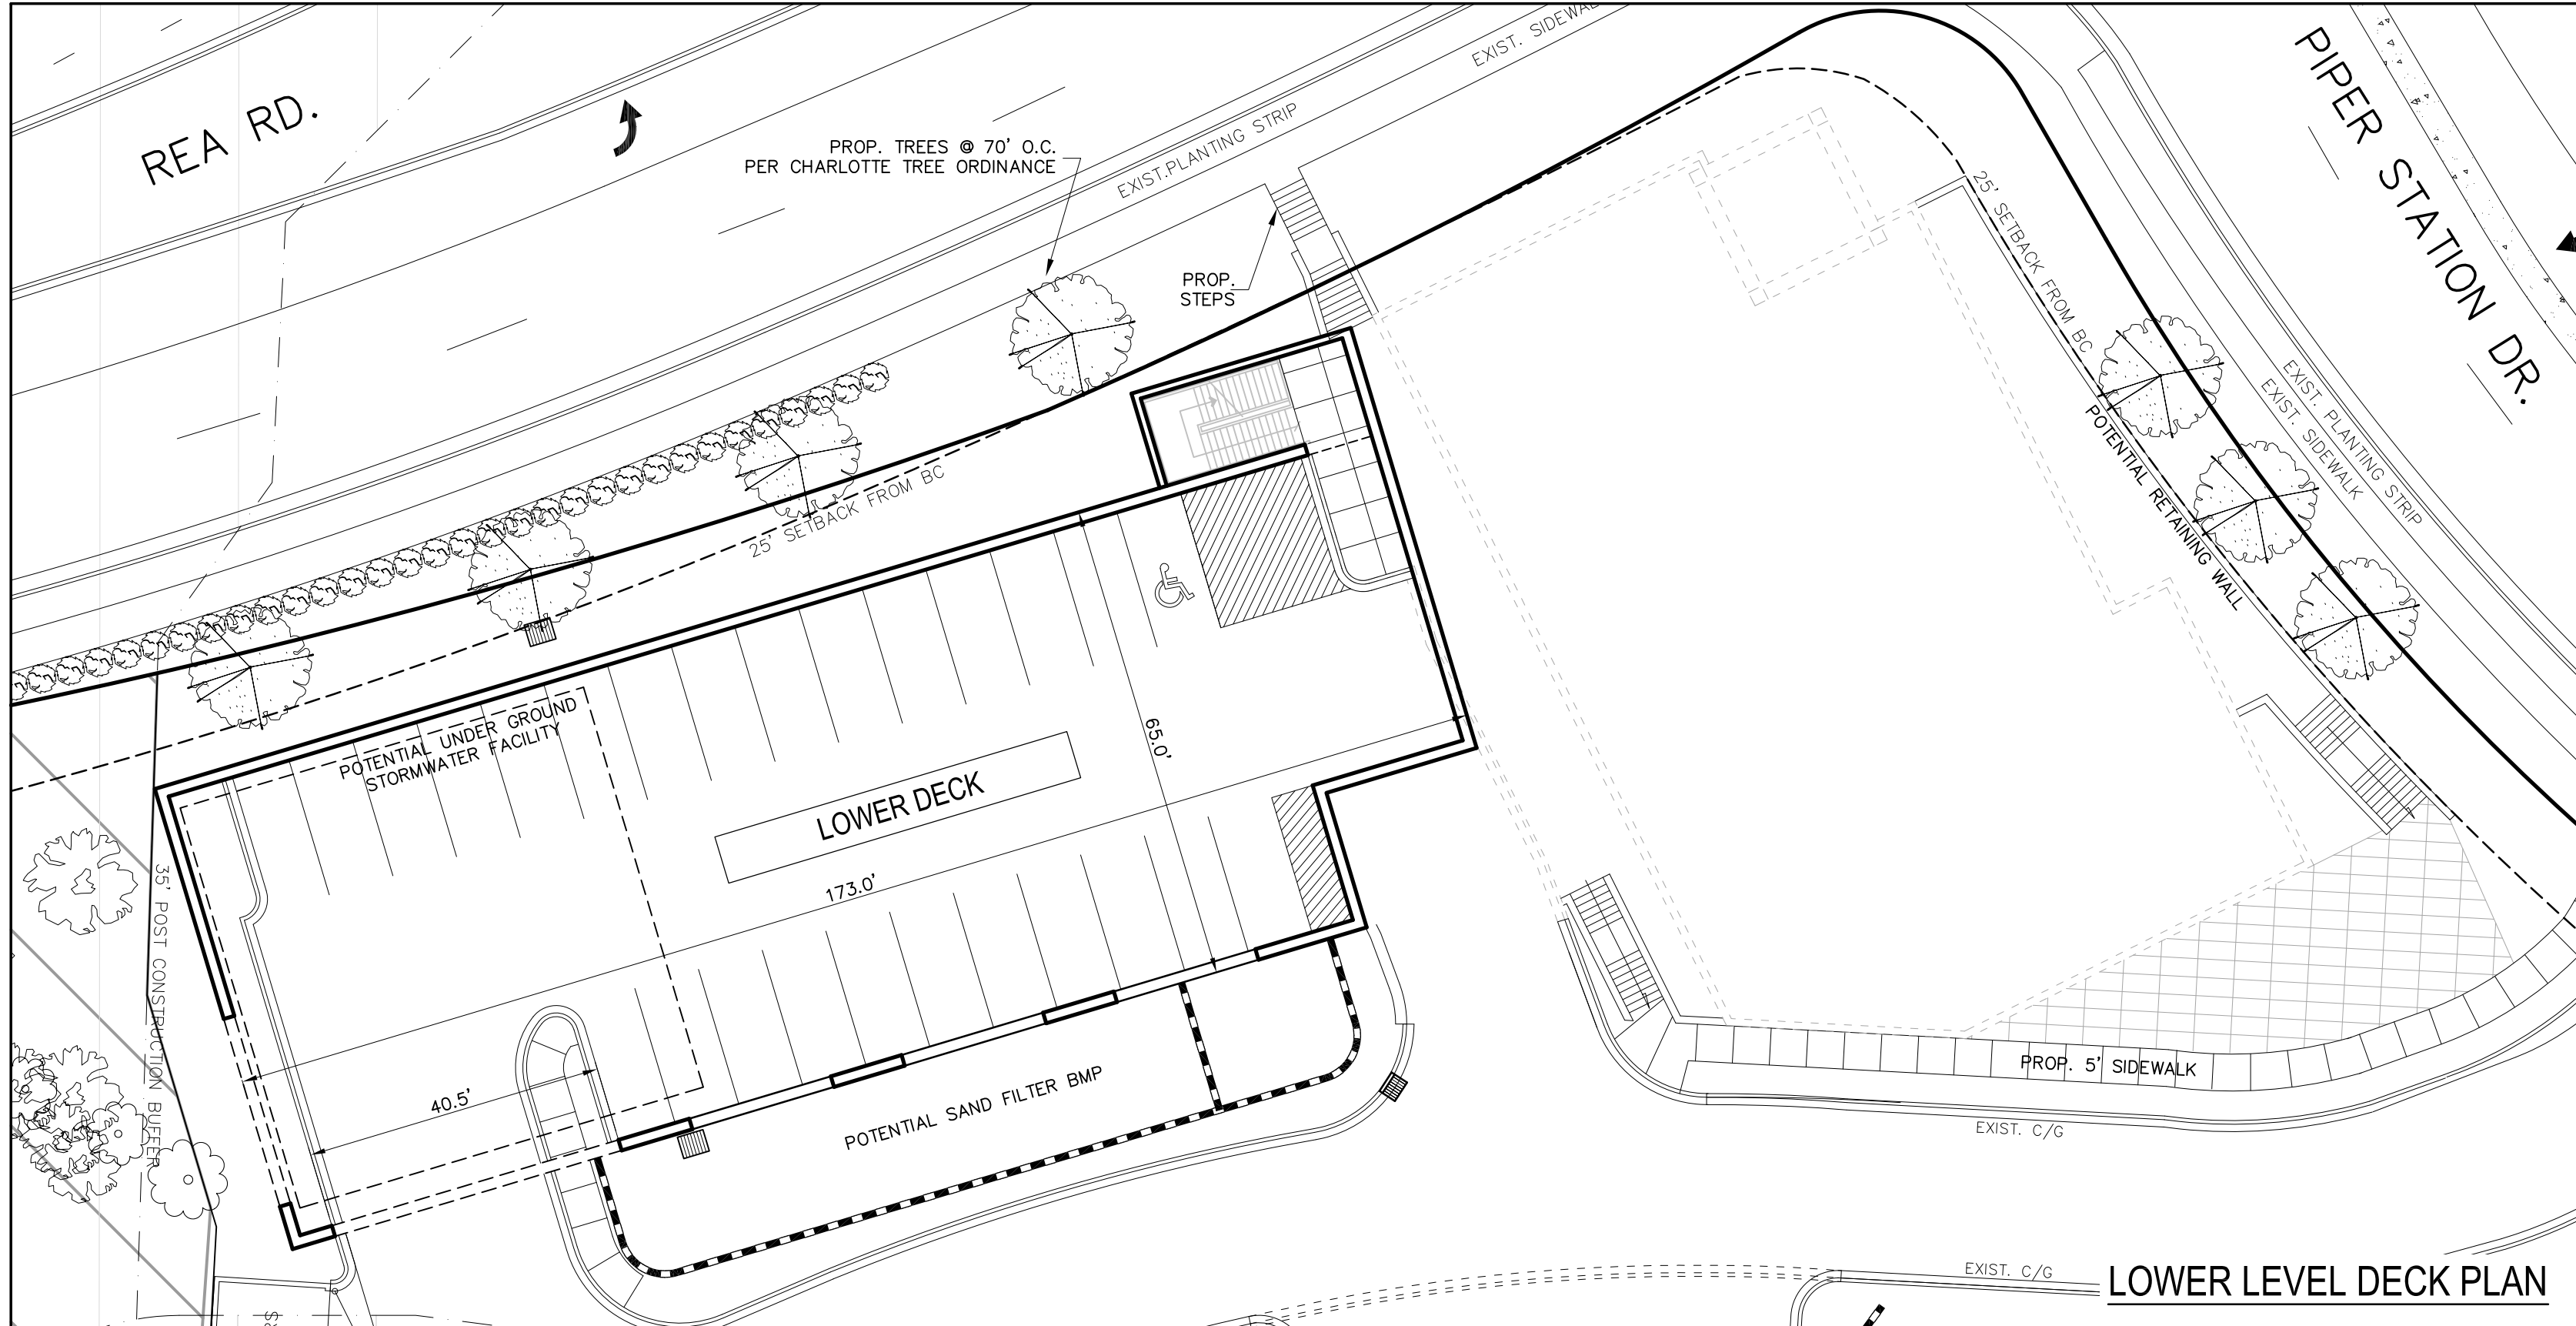 REA RD.
PROP. TREES @ 70' O.C.
PER CHARLOTTE TREE ORDINANCE
EXIST. SIDEWAL
EXIST.PLANTING STRIP
PIPER STATION DR.
PROP.
STEPS
25' SETBACK FROM BC
25' SETBACK FROM BC
EXIST. PLANTING STRIP
EXIST. SIDEWALK
POTENTIAL RETAINING WALL
POTENTIAL UNDER GROUND
STORMWATER FACILITY
LOWER DECK
65.0'
173.0'
40.5'
35' POST CONSTRUCTION BUFFER
POTENTIAL SAND FILTER BMP
PROP. 5' SIDEWALK
EXIST. C/G
EXIST. C/G
LOWER LEVEL DECK PLAN